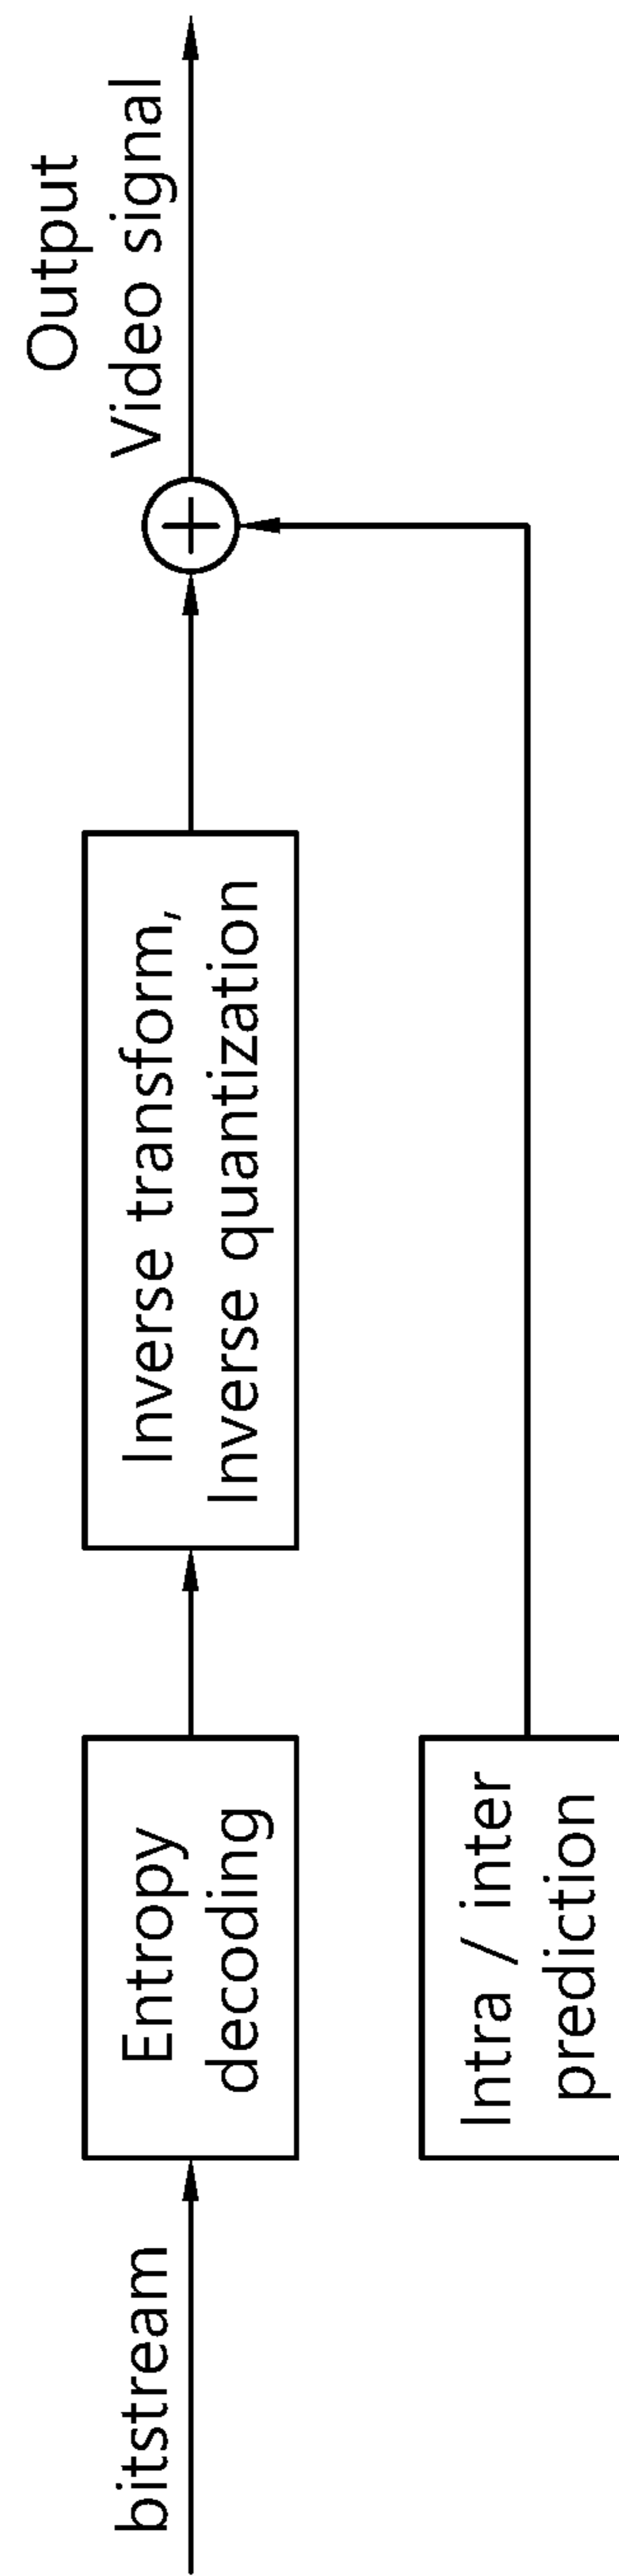 bitstream
Entropy
decoding
Inverse transform,
Inverse quantization
Output
Video signal
Intra / inter
prediction